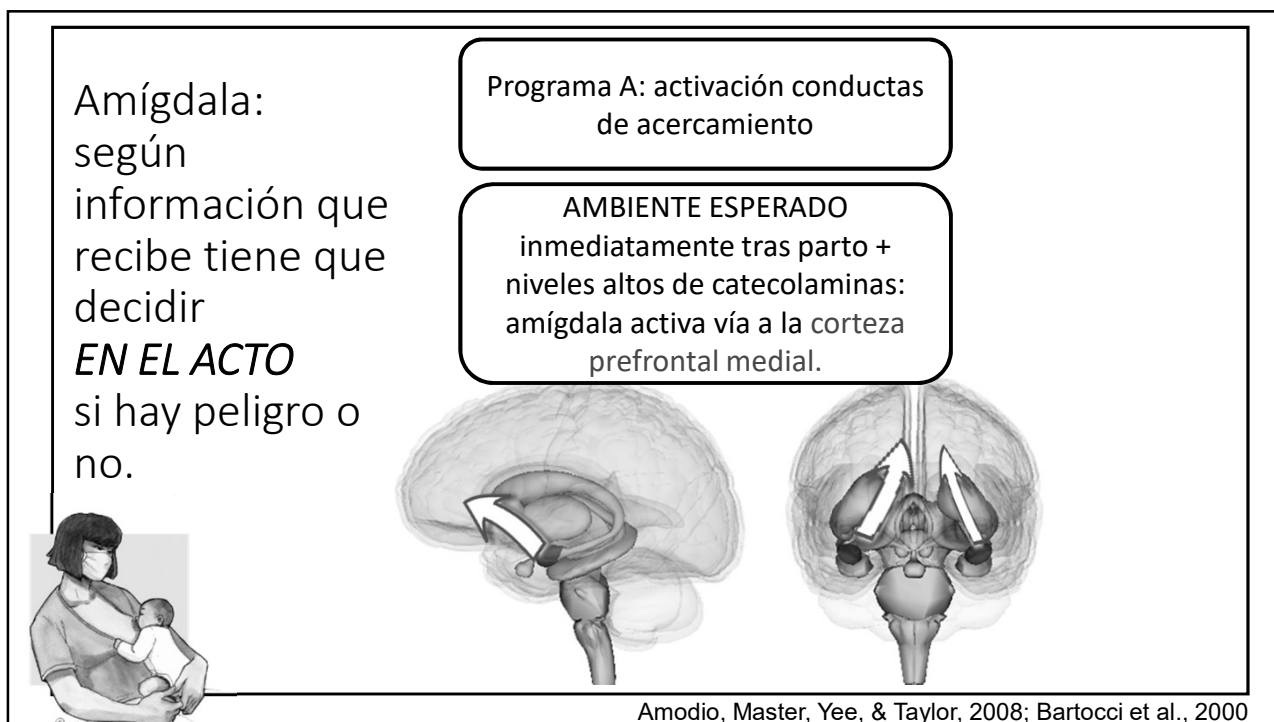 Amígdala:
según
información que
recibe tiene que
decidir
EN EL ACTO
si hay peligro o
no.
Programa A: activación conductas
de acercamiento
AMBIENTE ESPERADO
inmediatamente tras parto +
niveles altos de catecolaminas:
amígdala activa vía a la corteza
prefrontal medial.
Amodio, Master, Yee, & Taylor, 2008; Bartocci et al., 2000